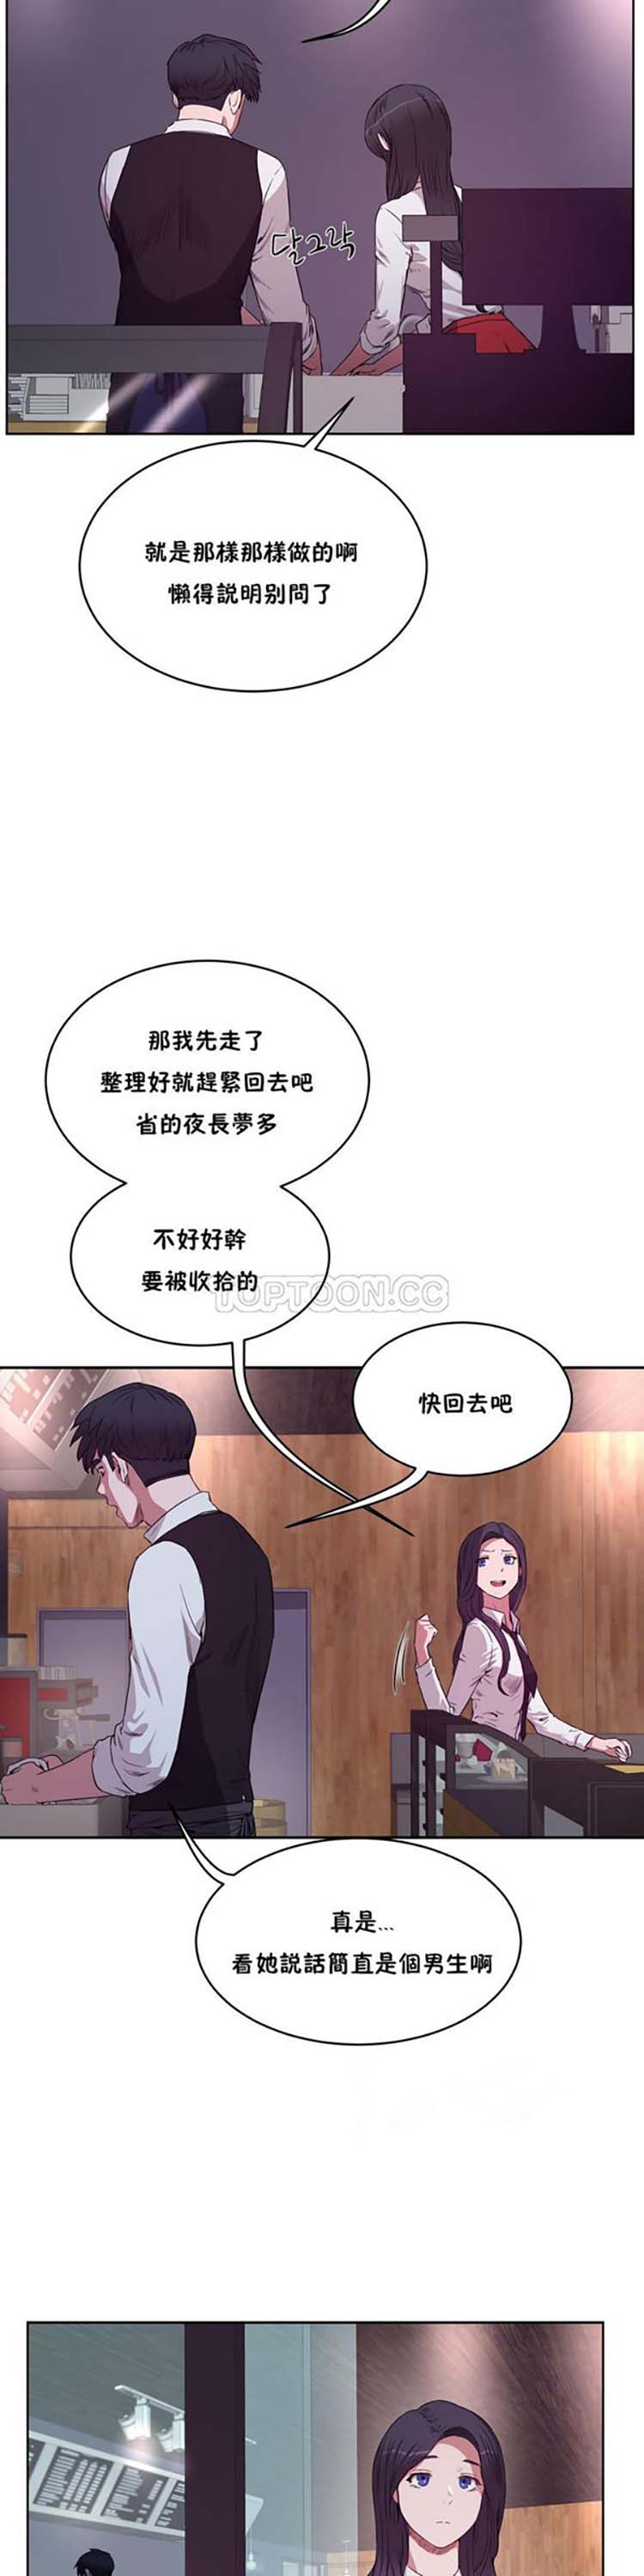 달그락
就是那樣那樣做的啊
懶得說明别問了
那我先走了
整理好就趕緊回去吧
省的夜長夢多
不好好幹
要被收拾的
TOPTOON.CC
快回去吧
真是...
看她說話簡直是個男生啊